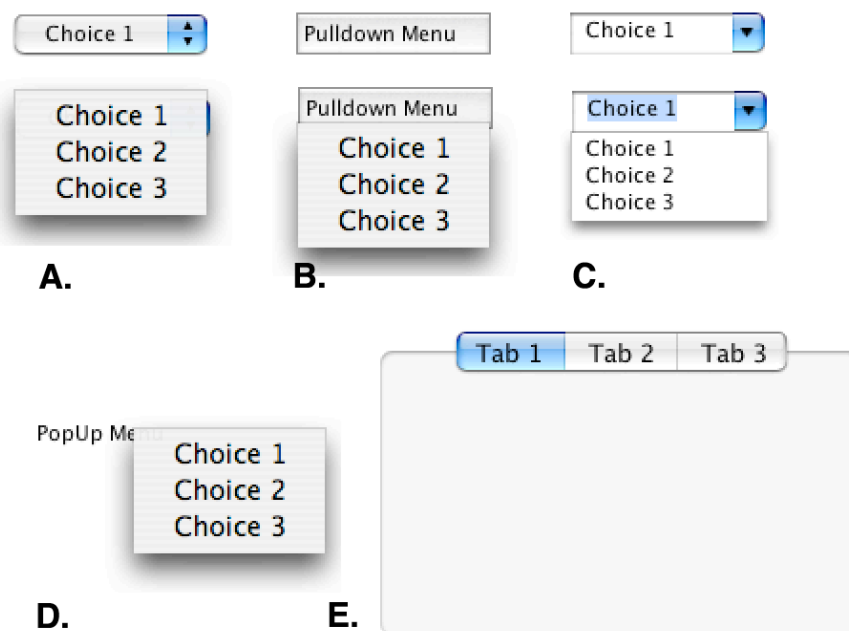 Choice 1
Choice 1
Choice 2
Choice 3
A.
Pulldown Menu
Pulldown Menu
Choice 1
Choice 2
Choice 3
B.
Choice 1
Choice 1
Choice 1
Choice 2
Choice 3
C.
PopUp Menu
Choice 1
Choice 2
Choice 3
D.
Tab 1 Tab 2 Tab 3
E.